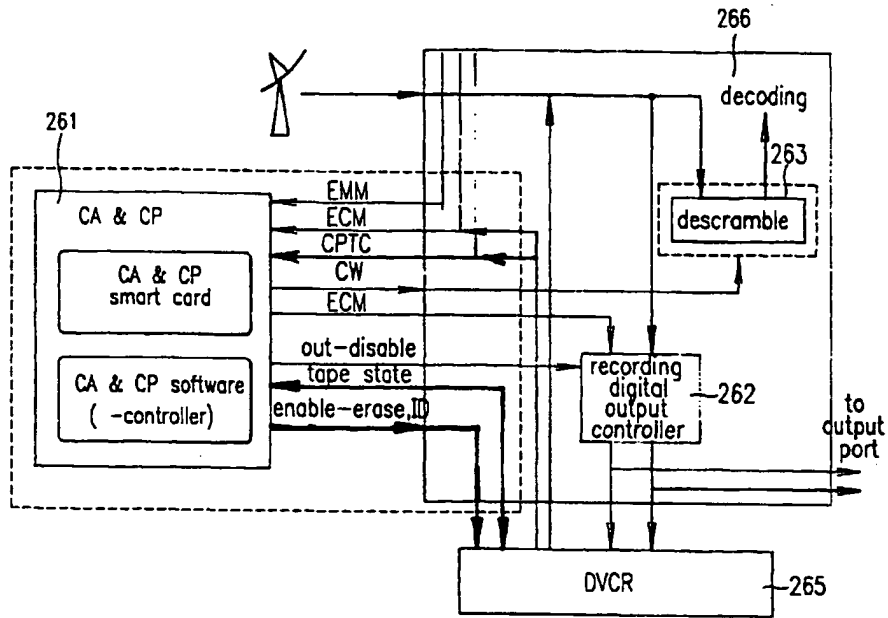 266
decoding
261
263
EMM
CA & CP
ECM
descramble
CPTC
CA & CP
smart card
CW
ECM
out-disable
tape state
CA & CP software
( -controller)
recording
digital
output
controller
262
enable-erase,ID
to
output
port
DVCR
265